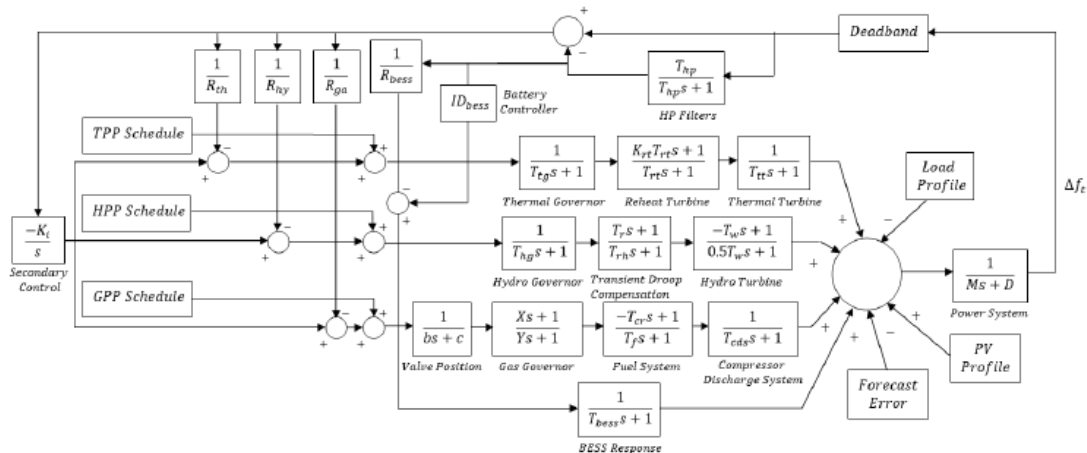 +
Deadband
-
1
R_th
1
R_hy
1
R_ga
1
R_bess
T_hp
T_hp s + 1
HP Filters
ID_bess
Battery
Controller
TPP Schedule
-
+
+
+
1
T_tg s + 1
Thermal Governor
K_rt T_rt s + 1
T_rt s + 1
Reheat Turbine
1
T_tt s + 1
Thermal Turbine
Load
Profile
Δf_t
-
+
HPP Schedule
-
+
+
+
1
T_hg s + 1
Hydro Governor
T_r s + 1
T_rh s + 1
Transient Droop
Compensation
-T_w s + 1
0.5T_w s + 1
Hydro Turbine
-K_i
s
Secondary
Control
1
Ms + D
Power System
GPP Schedule
-
+
+
+
1
bs + c
Valve Position
Xs + 1
Ys + 1
Gas Governor
-T_cr s + 1
T_f s + 1
Fuel System
1
T_cds s + 1
Compressor
Discharge System
+
+
-
+
+
-
+
PV
Profile
Forecast
Error
1
T_bess s + 1
BESS Response